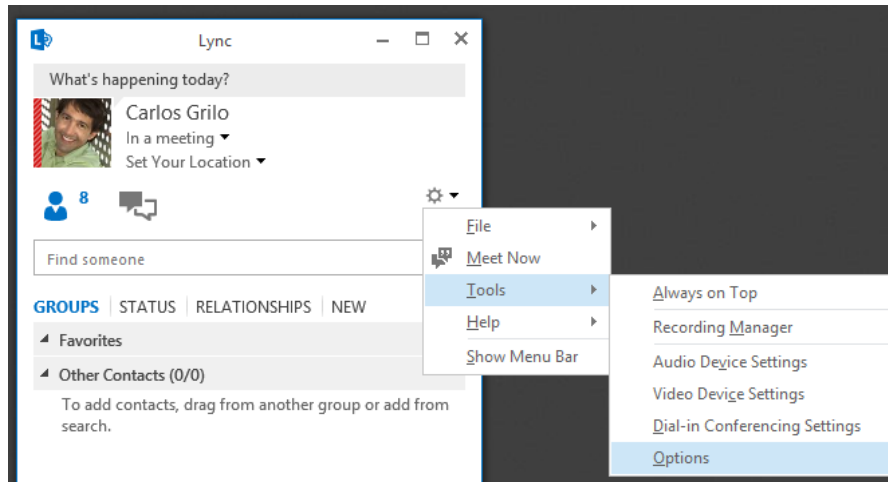 Lync
What's happening today?
Carlos Grilo
In a meeting
Set Your Location
8
Find someone
GROUPS STATUS RELATIONSHIPS NEW
Favorites
Other Contacts (0/0)
To add contacts, drag from another group or add from
search.
File
Meet Now
Tools
Help
Show Menu Bar
Always on Top
Recording Manager
Audio Device Settings
Video Device Settings
Dial-in Conferencing Settings
Options